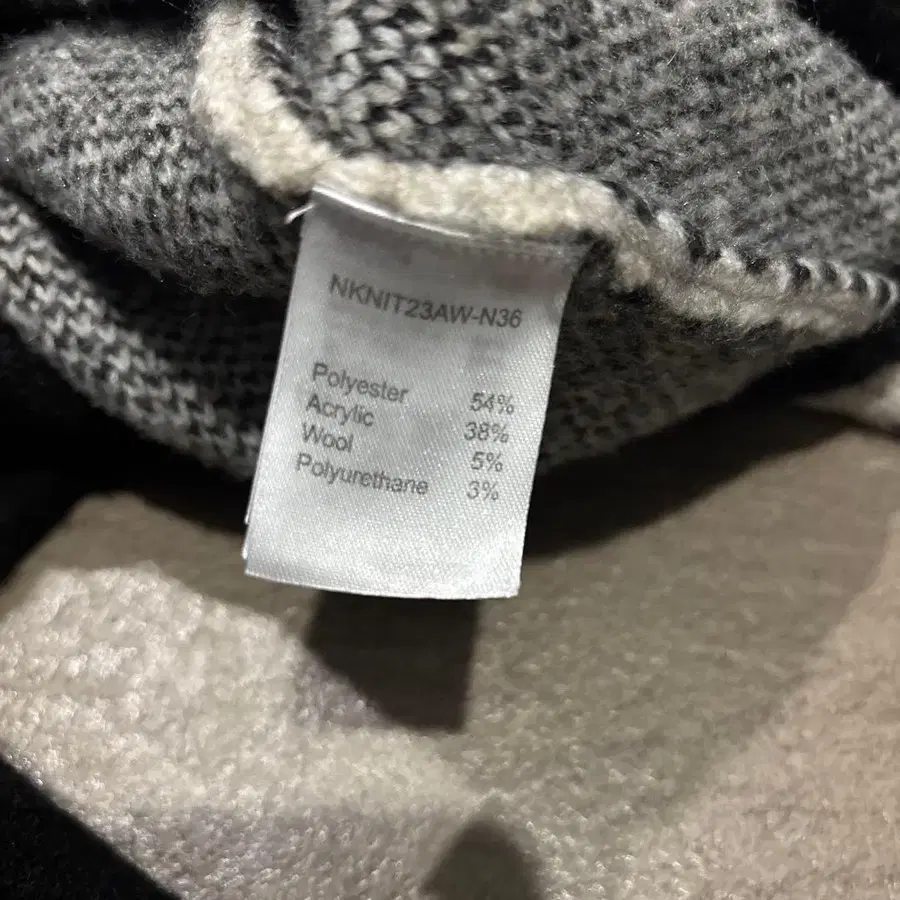 NKNIT23AW-N36
Polyester 54%
Acrylic 38%
Wool 5%
Polyurethane 3%